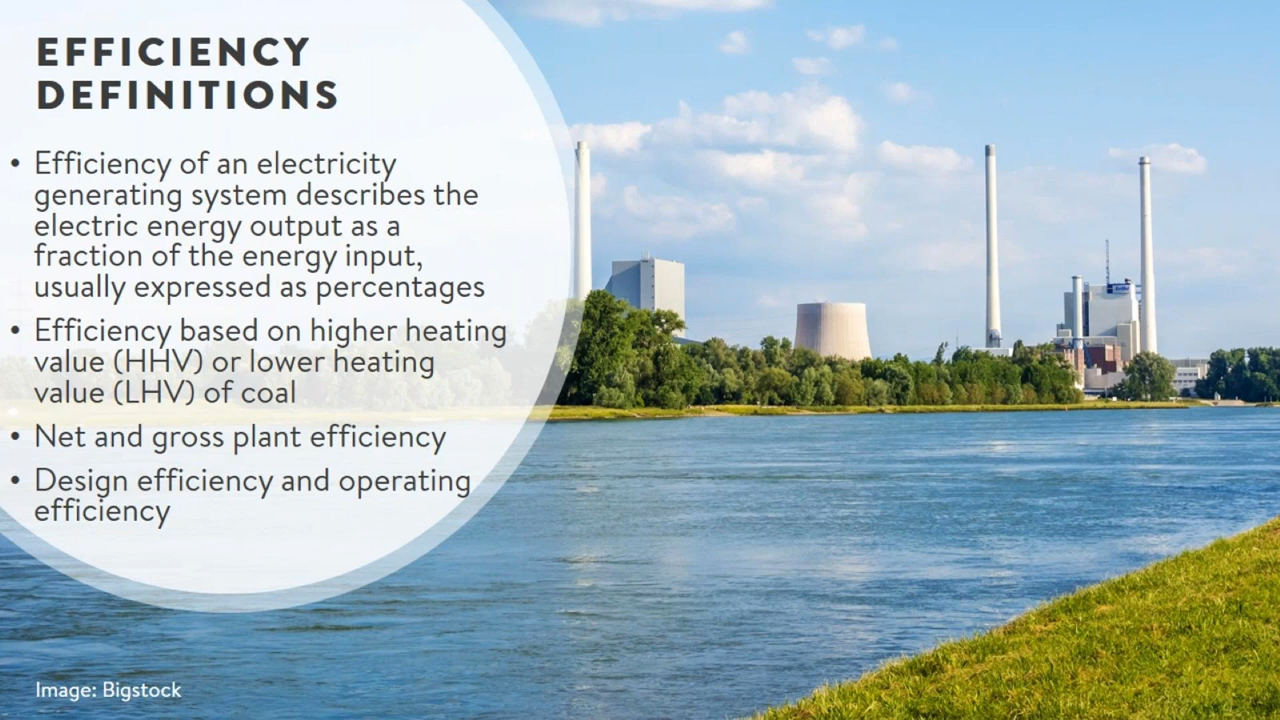 EFFICIENCY
DEFINITIONS
• Efficiency of an electricity
generating system describes the
electric energy output as a
fraction of the energy input,
usually expressed as percentages
• Efficiency based on higher heating
value (HHV) or lower heating
value (LHV) of coal
• Net and gross plant efficiency
• Design efficiency and operating
efficiency
Image: Bigstock